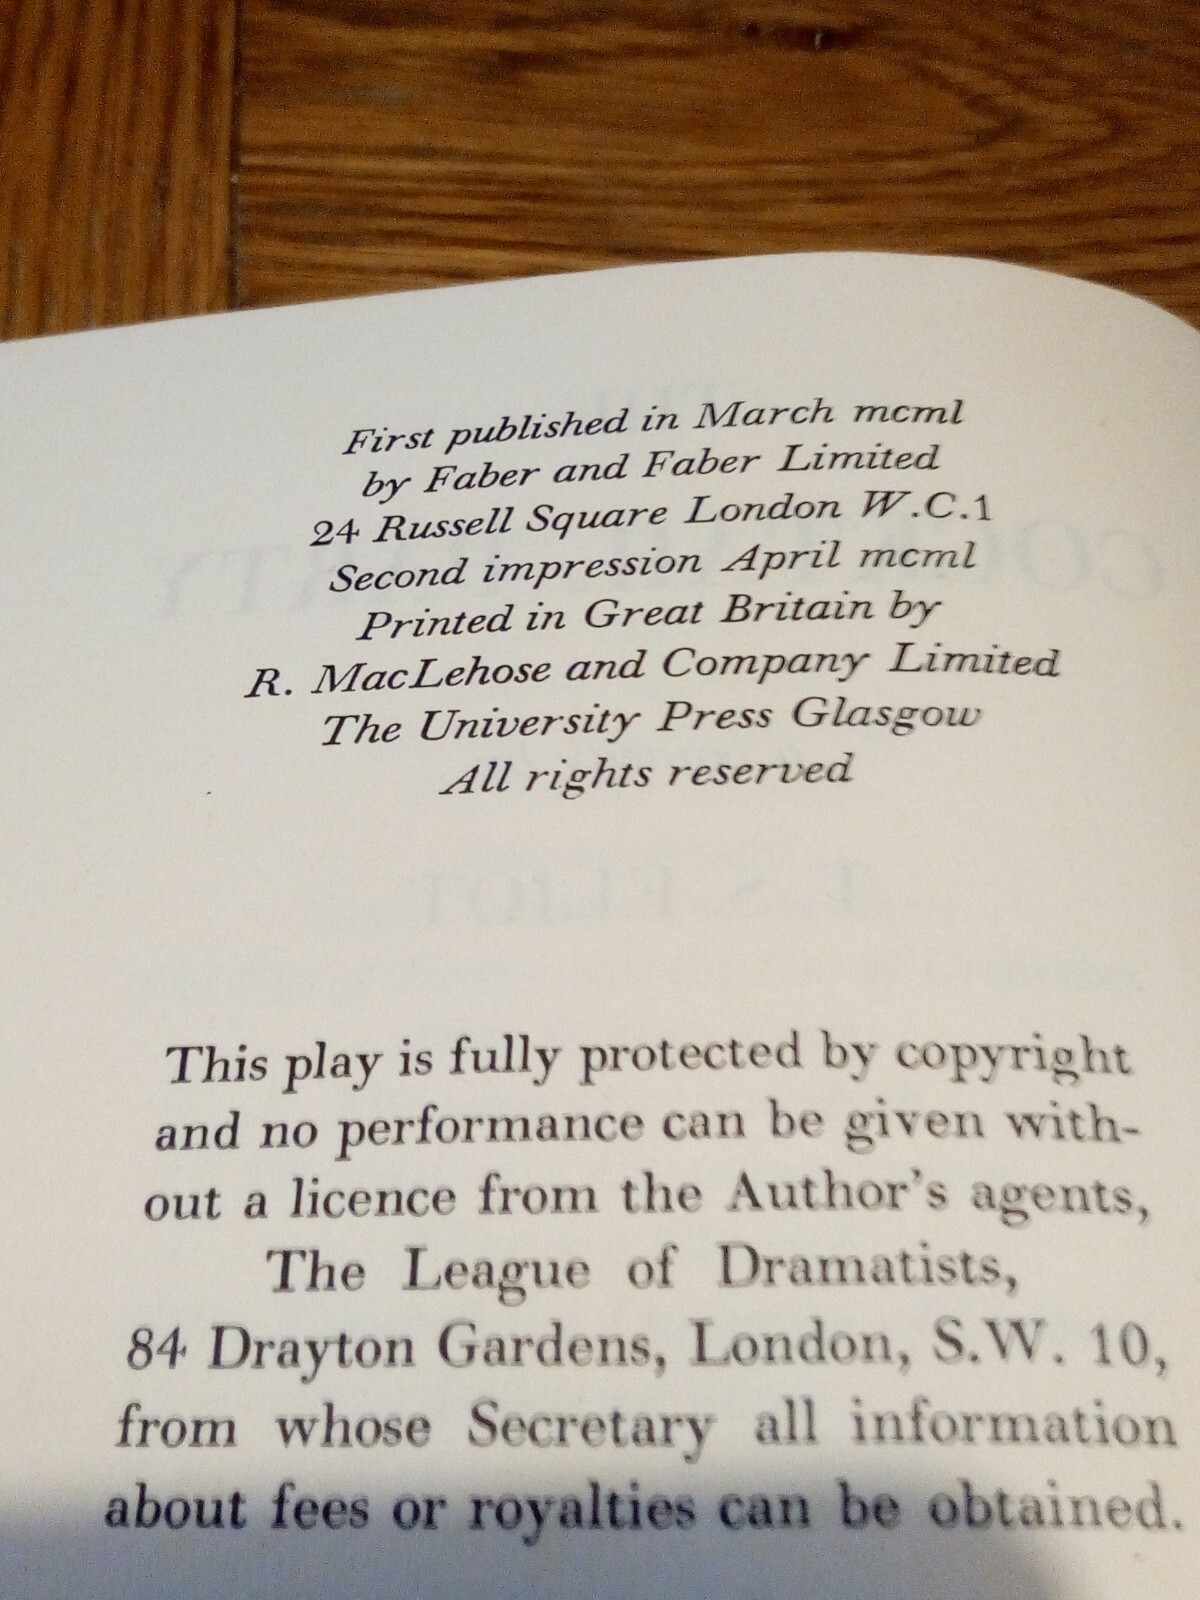 First published in March mcml
by Faber and Faber Limited
24 Russell Square London W.C.1
Second impression April mcml
Printed in Great Britain by
R. MacLehose and Company Limited
The University Press Glasgow
All rights reserved
T. S. ELIOT
This play is fully protected by copyright
and no performance can be given with-
out a licence from the Author's agents,
The League of Dramatists,
84 Drayton Gardens, London, S.W. 10,
from whose Secretary all information
about fees or royalties can be obtained.